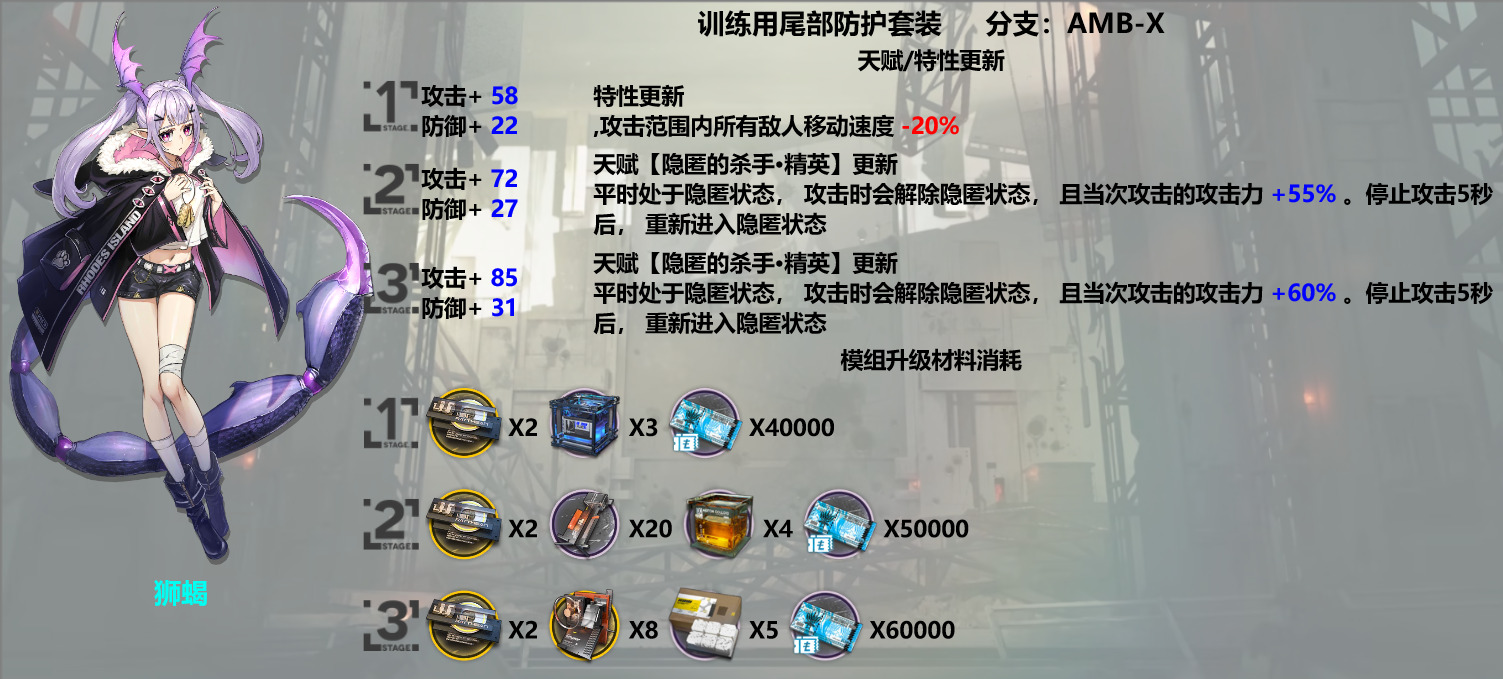 训练用尾部防护套装 分支：AMB-X
天赋/特性更新
1 STAGE.
攻击+ 58
防御+ 22
特性更新
,攻击范围内所有敌人移动速度 -20%
2 STAGE.
攻击+ 72
防御+ 27
天赋【隐匿的杀手•精英】更新
平时处于隐匿状态， 攻击时会解除隐匿状态， 且当次攻击的攻击力 +55% 。停止攻击5秒
后， 重新进入隐匿状态
3 STAGE.
攻击+ 85
防御+ 31
天赋【隐匿的杀手•精英】更新
平时处于隐匿状态， 攻击时会解除隐匿状态， 且当次攻击的攻击力 +60% 。停止攻击5秒
后， 重新进入隐匿状态
RHODES ISLAND
模组升级材料消耗
1 STAGE.
X2 X3 X40000
2 STAGE.
X2 X20 X4 X50000
3 STAGE.
X2 X8 X5 X60000
狮蝎